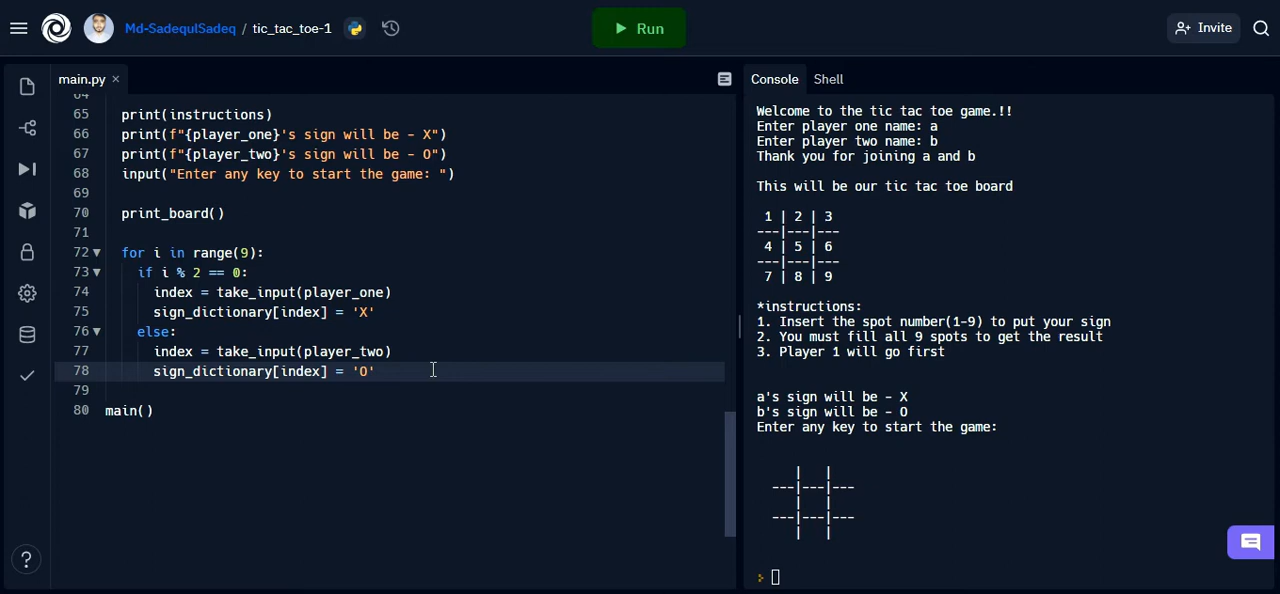 Md-SadequlSadeq / tic_tac_toe-1
Run
Invite
main.py ×
64
65 print(instructions)
66 print(f"{player_one}'s sign will be - X")
67 print(f"{player_two}'s sign will be - O")
68 input("Enter any key to start the game: ")
69
70 print_board()
71
72 for i in range(9):
73 if i % 2 == 0:
74 index = take_input(player_one)
75 sign_dictionary[index] = 'X'
76 else:
77 index = take_input(player_two)
78 sign_dictionary[index] = 'O'
79
80 main()
?
Console Shell
Welcome to the tic tac toe game.!!
Enter player one name: a
Enter player two name: b
Thank you for joining a and b
This will be our tic tac toe board
1 | 2 | 3
---|---|---
4 | 5 | 6
---|---|---
7 | 8 | 9
*instructions:
1. Insert the spot number(1-9) to put your sign
2. You must fill all 9 spots to get the result
3. Player 1 will go first
a's sign will be - X
b's sign will be - O
Enter any key to start the game:
| |
---|---|---
| |
---|---|---
| |